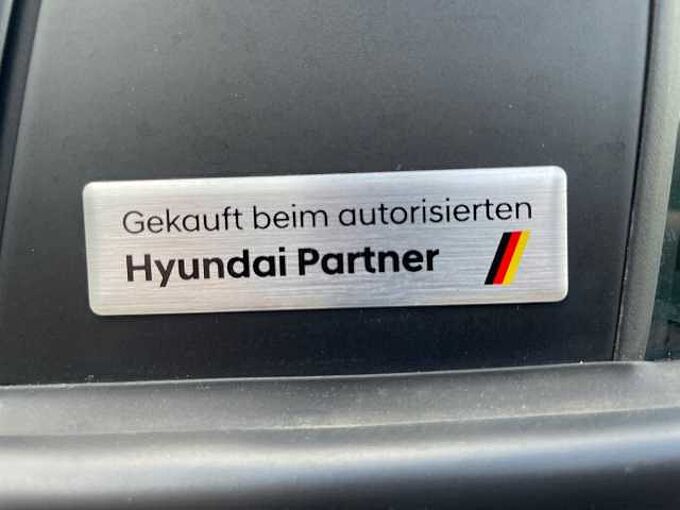 Gekauft beim autorisierten
Hyundai Partner